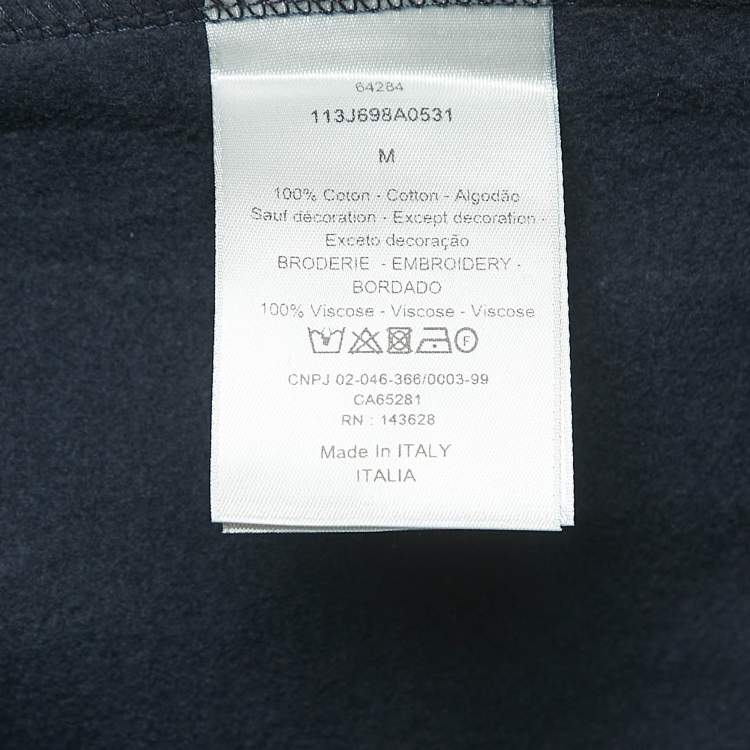 64284
113J698A0531
M
100% Coton - Cotton - Algodão
Sauf décoration - Except decoration -
Exceto decoração
BRODERIE - EMBROIDERY -
BORDADO
100% Viscose - Viscose - Viscose
F
CNPJ 02-046-366/0003-99
CA65281
RN : 143628
Made In ITALY
ITALIA